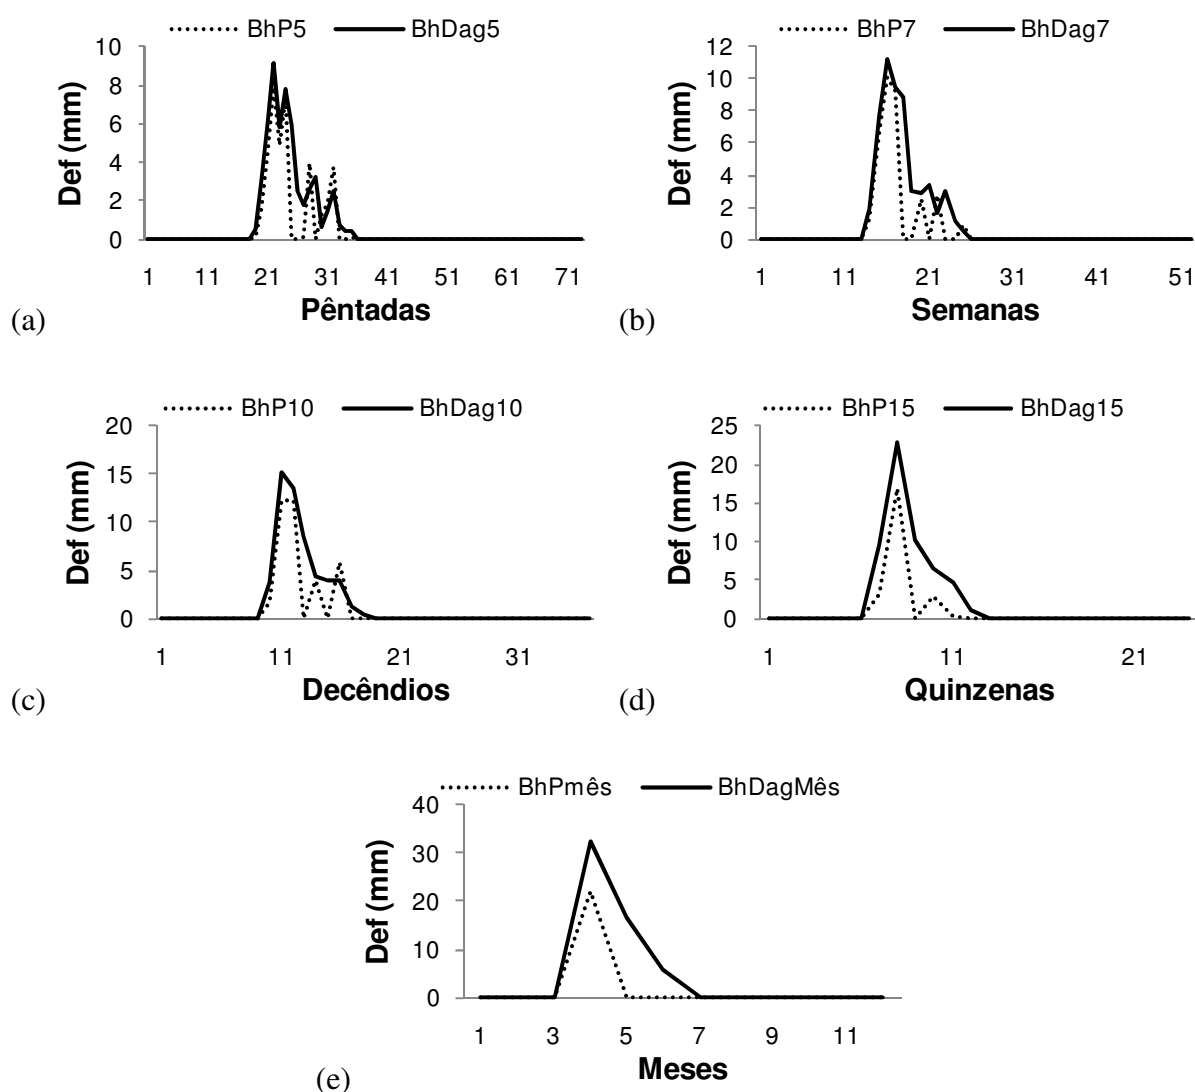 BhP5 BhDag5
10
8
6
4
2
0
Def (mm)
1 11 21 31 41 51 61 71
Pêntadas
(a)
BhP7 BhDag7
12
10
8
6
4
2
0
Def (mm)
1 11 21 31 41 51
Semanas
(b)
BhP10 BhDag10
20
15
10
5
0
Def (mm)
1 11 21 31
Decêndios
(c)
BhP15 BhDag15
25
20
15
10
5
0
Def (mm)
1 11 21
Quinzenas
(d)
BhPmês BhDagMês
40
30
20
10
0
Def (mm)
1 3 5 7 9 11
Meses
(e)